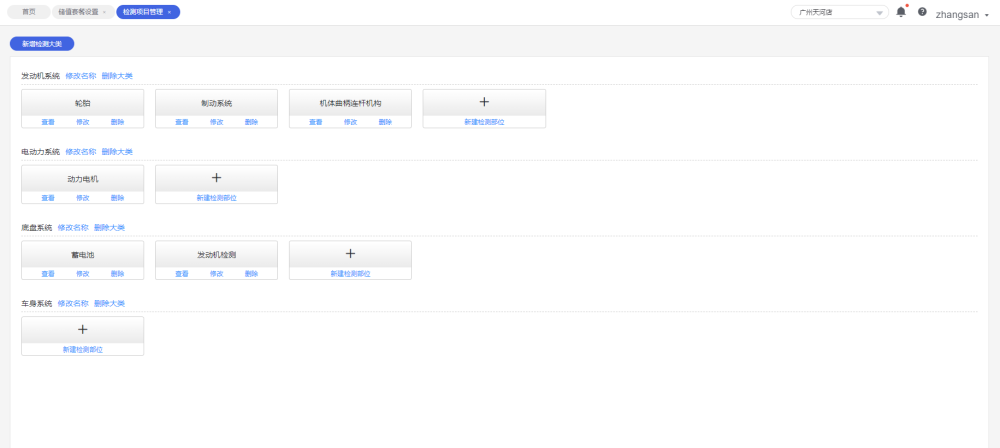 首页 储值套餐设置 × 检测项目管理 × 广州天河店 zhangsan
新增检测大类
发动机系统 修改名称 删除大类
轮胎 制动系统 机体曲柄连杆机构 +
查看 修改 删除 查看 修改 删除 查看 修改 删除 新建检测部位
电动力系统 修改名称 删除大类
动力电机 +
查看 修改 删除 新建检测部位
底盘系统 修改名称 删除大类
蓄电池 发动机检测 +
查看 修改 删除 查看 修改 删除 新建检测部位
车身系统 修改名称 删除大类
+
新建检测部位